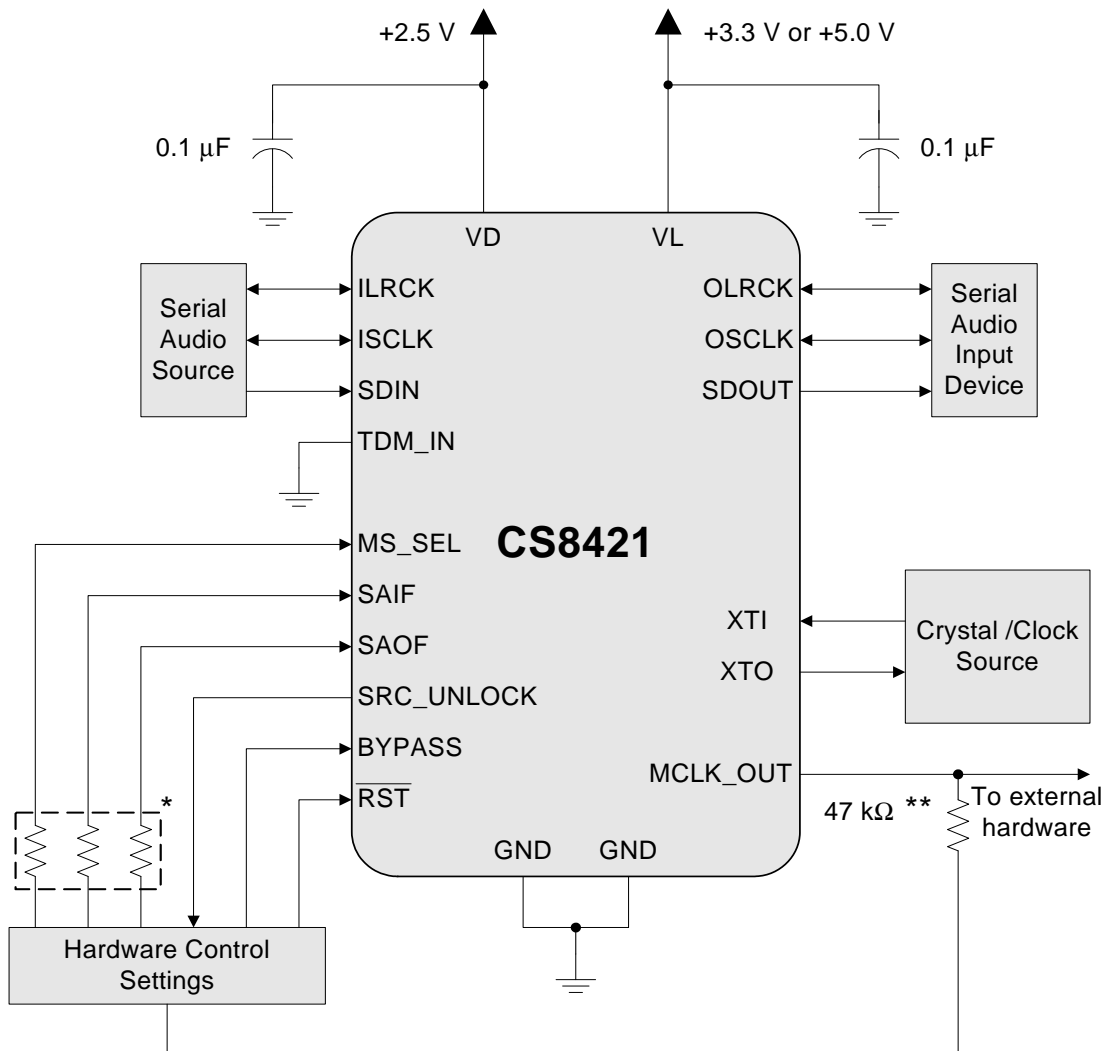 +2.5 V
+3.3 V or +5.0 V
0.1 μF
0.1 μF
VD
VL
Serial
Audio
Source
ILRCK
ISCLK
SDIN
TDM_IN
OLRCK
OSCLK
SDOUT
Serial
Audio
Input
Device
CS8421
MS_SEL
SAIF
SAOF
SRC_UNLOCK
BYPASS
RST
XTI
XTO
Crystal /Clock
Source
MCLK_OUT
47 kΩ **
To external
hardware
*
GND GND
Hardware Control
Settings